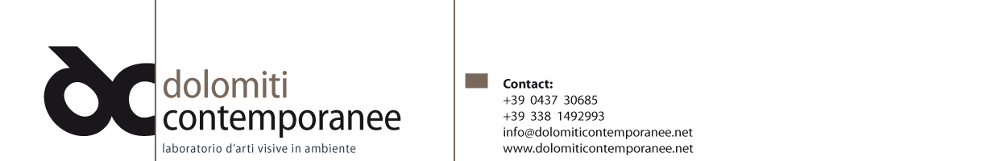 dc
dolomiti
contemporanee
laboratorio d'arti visive in ambiente
Contact:
+39 0437 30685
+39 338 1492993
info@dolomiticontemporanee.net
www.dolomiticontemporanee.net